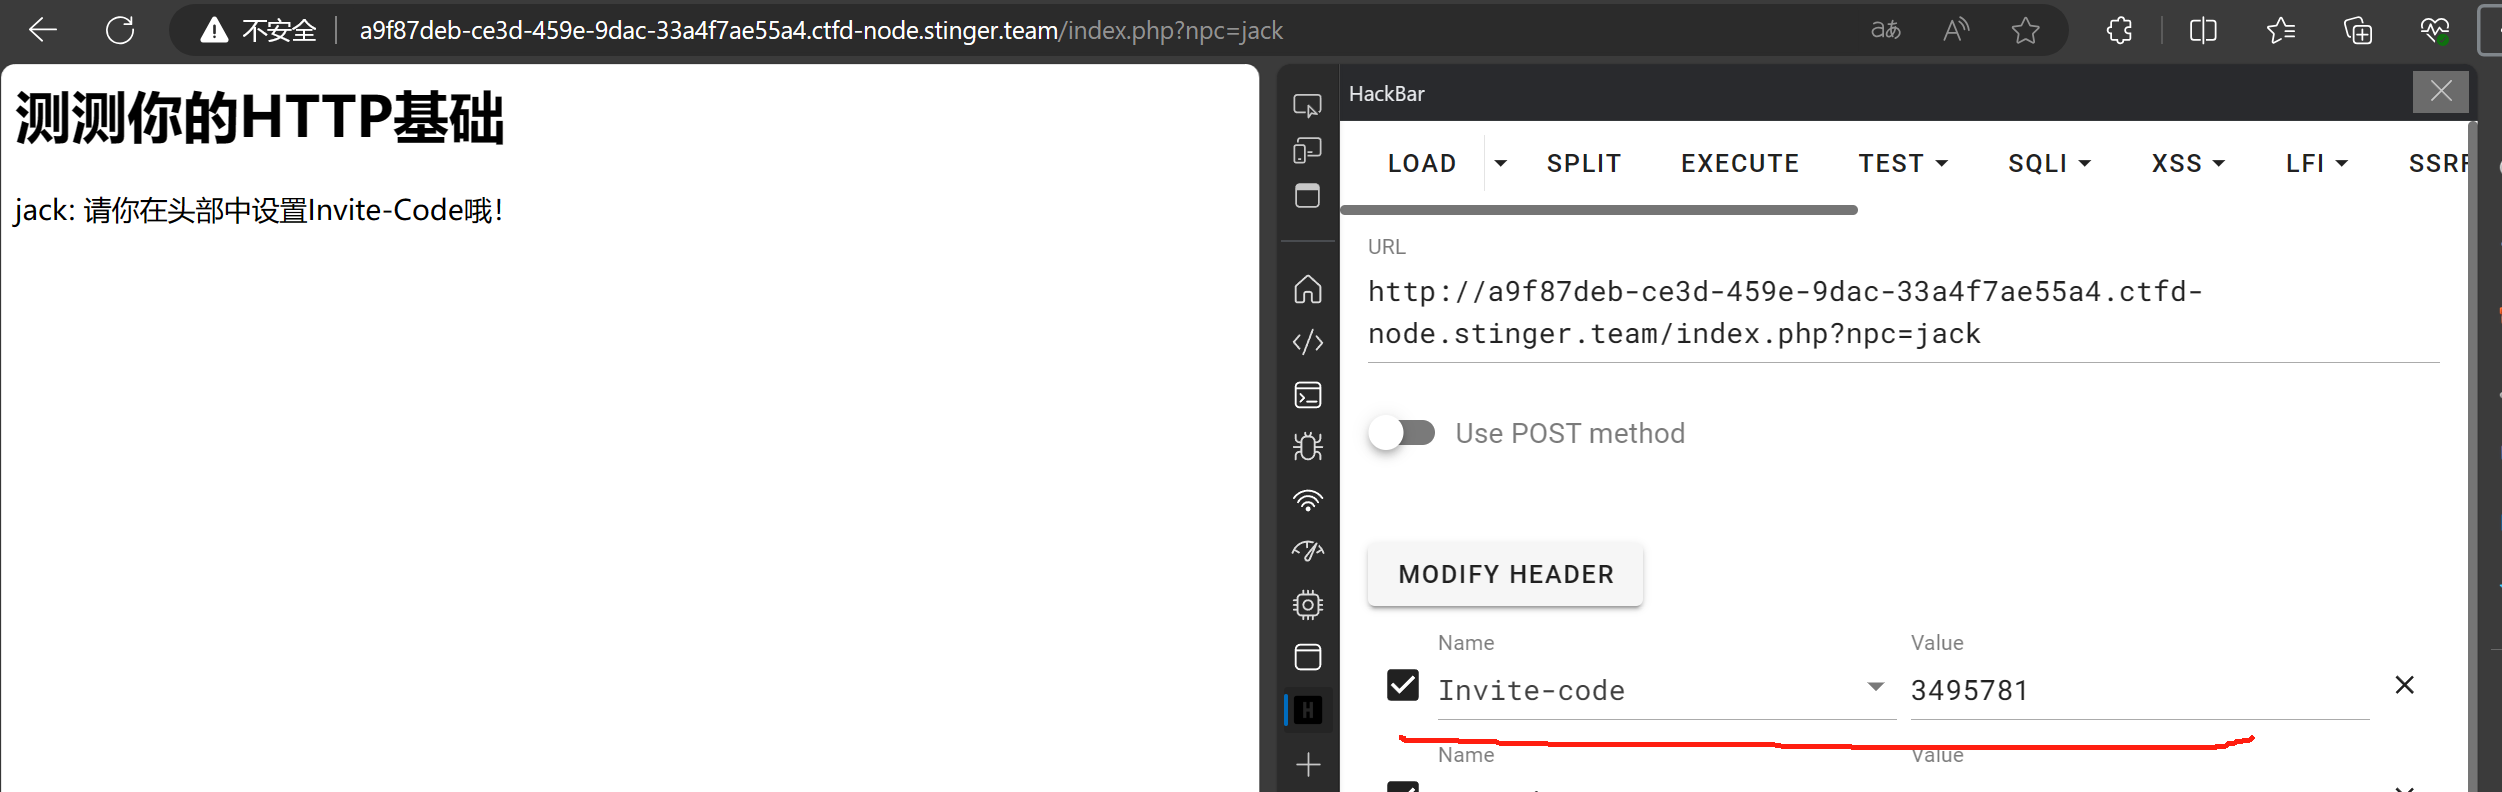 不安全
a9f87deb-ce3d-459e-9dac-33a4f7ae55a4.ctfd-node.stinger.team/index.php?npc=jack
测测你的HTTP基础
jack: 请你在头部中设置Invite-Code哦!
HackBar
LOAD SPLIT EXECUTE TEST SQLI XSS LFI SSRF
URL
http://a9f87deb-ce3d-459e-9dac-33a4f7ae55a4.ctfd-
node.stinger.team/index.php?npc=jack
Use POST method
MODIFY HEADER
Name Value
Invite-code 3495781
Name Value